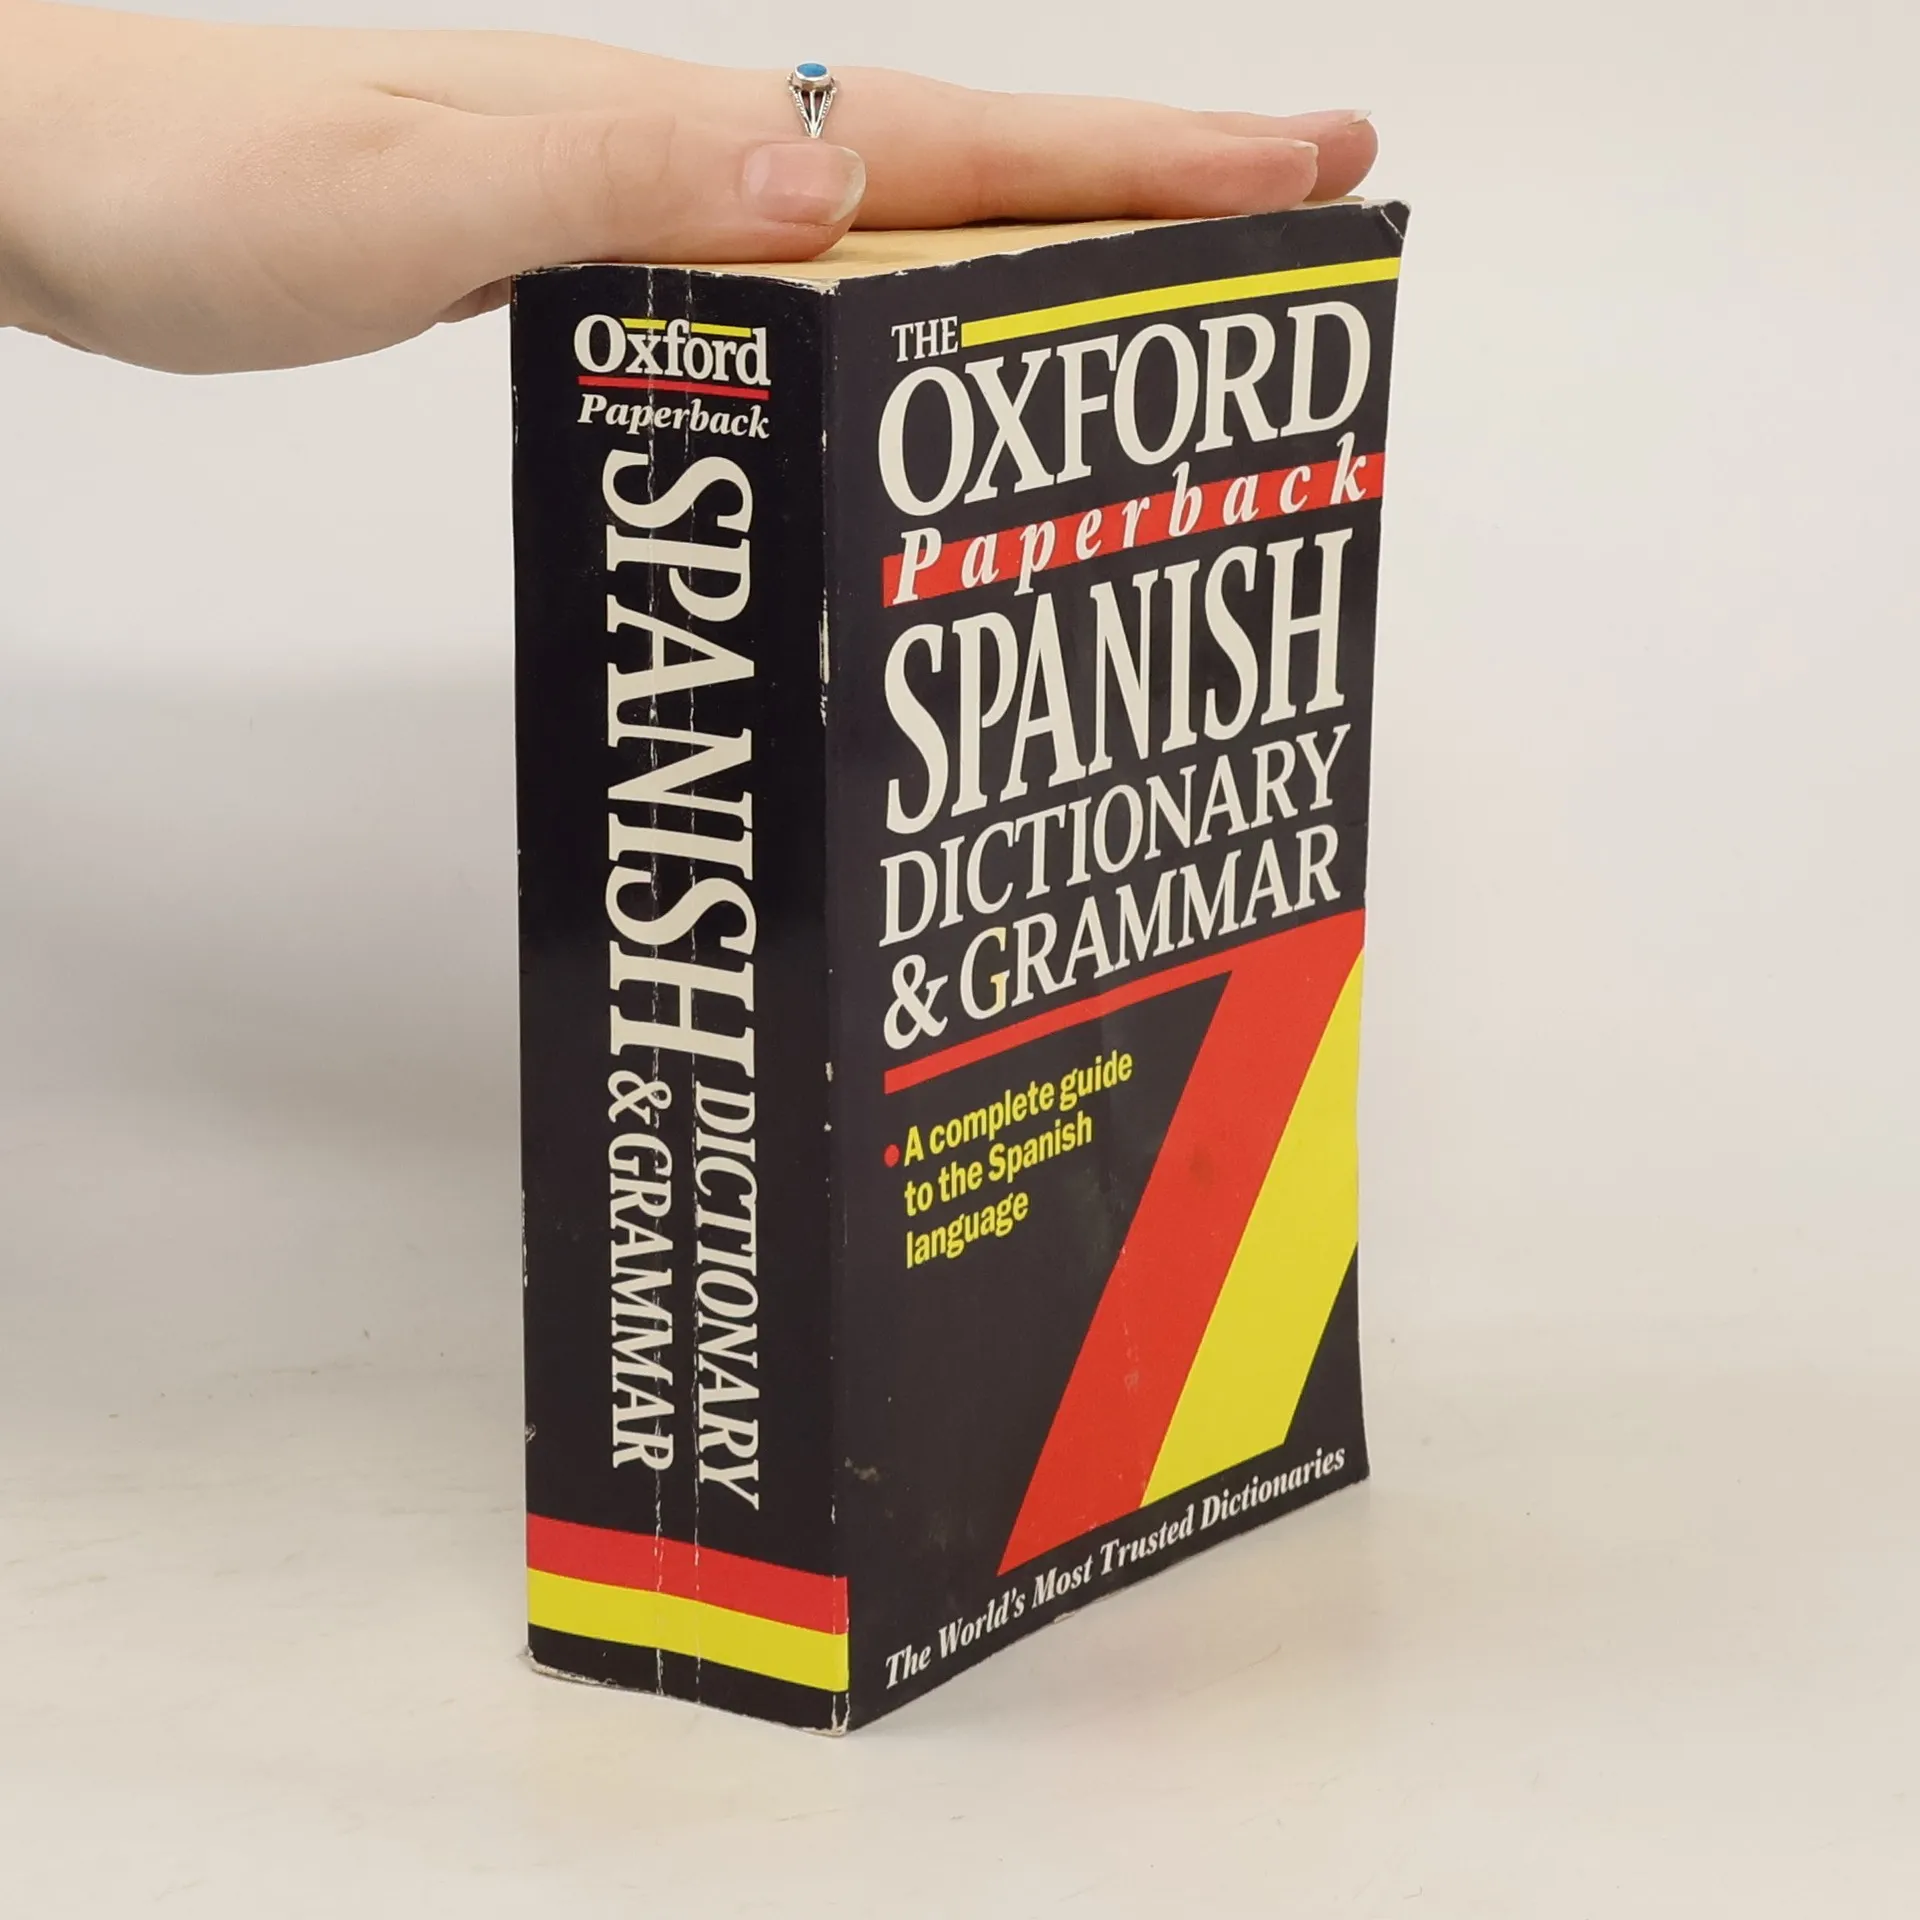 Oxford
Paperback
SPANISH DICTIONARY
& GRAMMAR
THE
OXFORD
Paperback
SPANISH
DICTIONARY
& GRAMMAR
• A complete guide
to the Spanish
language
The World's Most Trusted Dictionaries